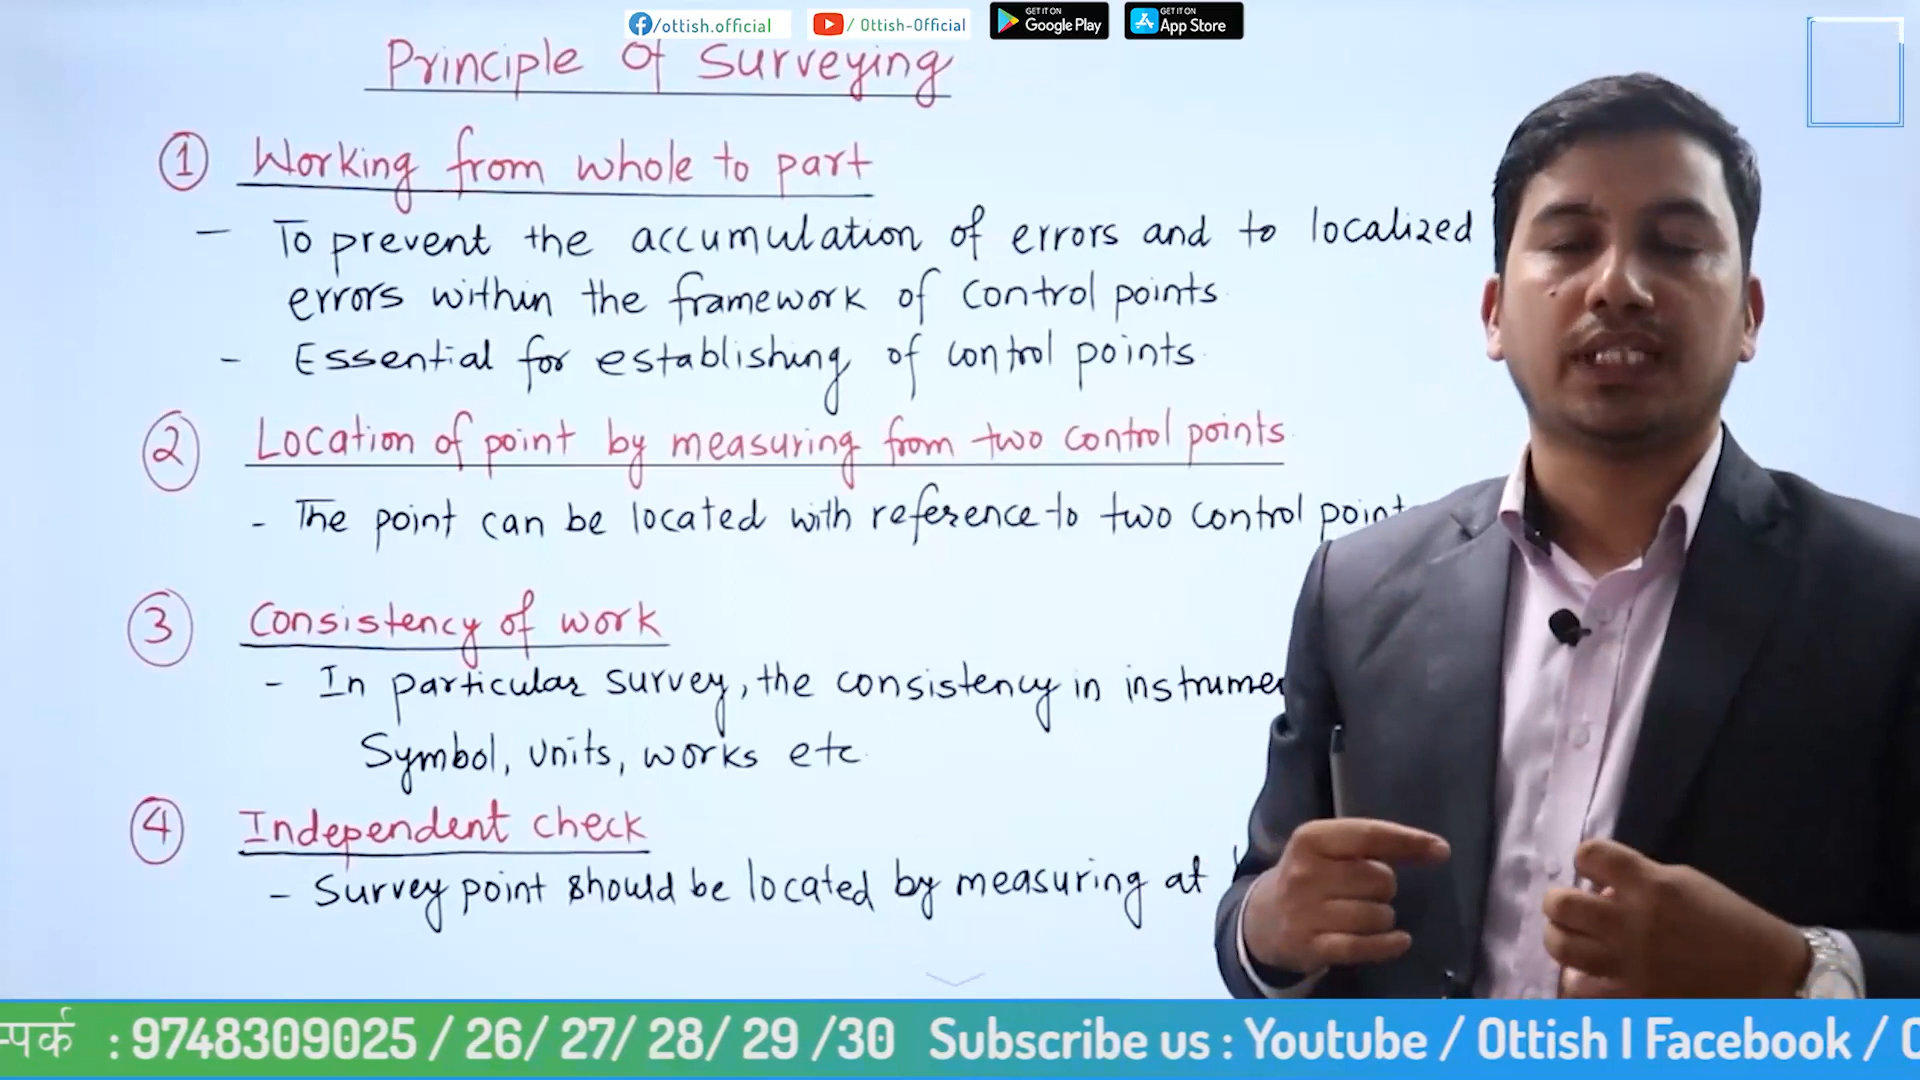 /ottish.official
/ Ottish-Official
GET IT ON
Google Play
GET IT ON
App Store
Principle Of Surveying
1 Working from whole to part
- To prevent the accumulation of errors and to localized
errors within the framework of control points
- Essential for establishing of control points
2 Location of point by measuring from two control points
- The point can be located with reference to two control point
3 Consistency of work
- In particular survey, the consistency in instrumen
Symbol, units, works etc
4 Independent check
- Survey point should be located by measuring at
: 9748309025 / 26/ 27/ 28/ 29 /30 Subscribe us : Youtube / Ottish | Facebook /